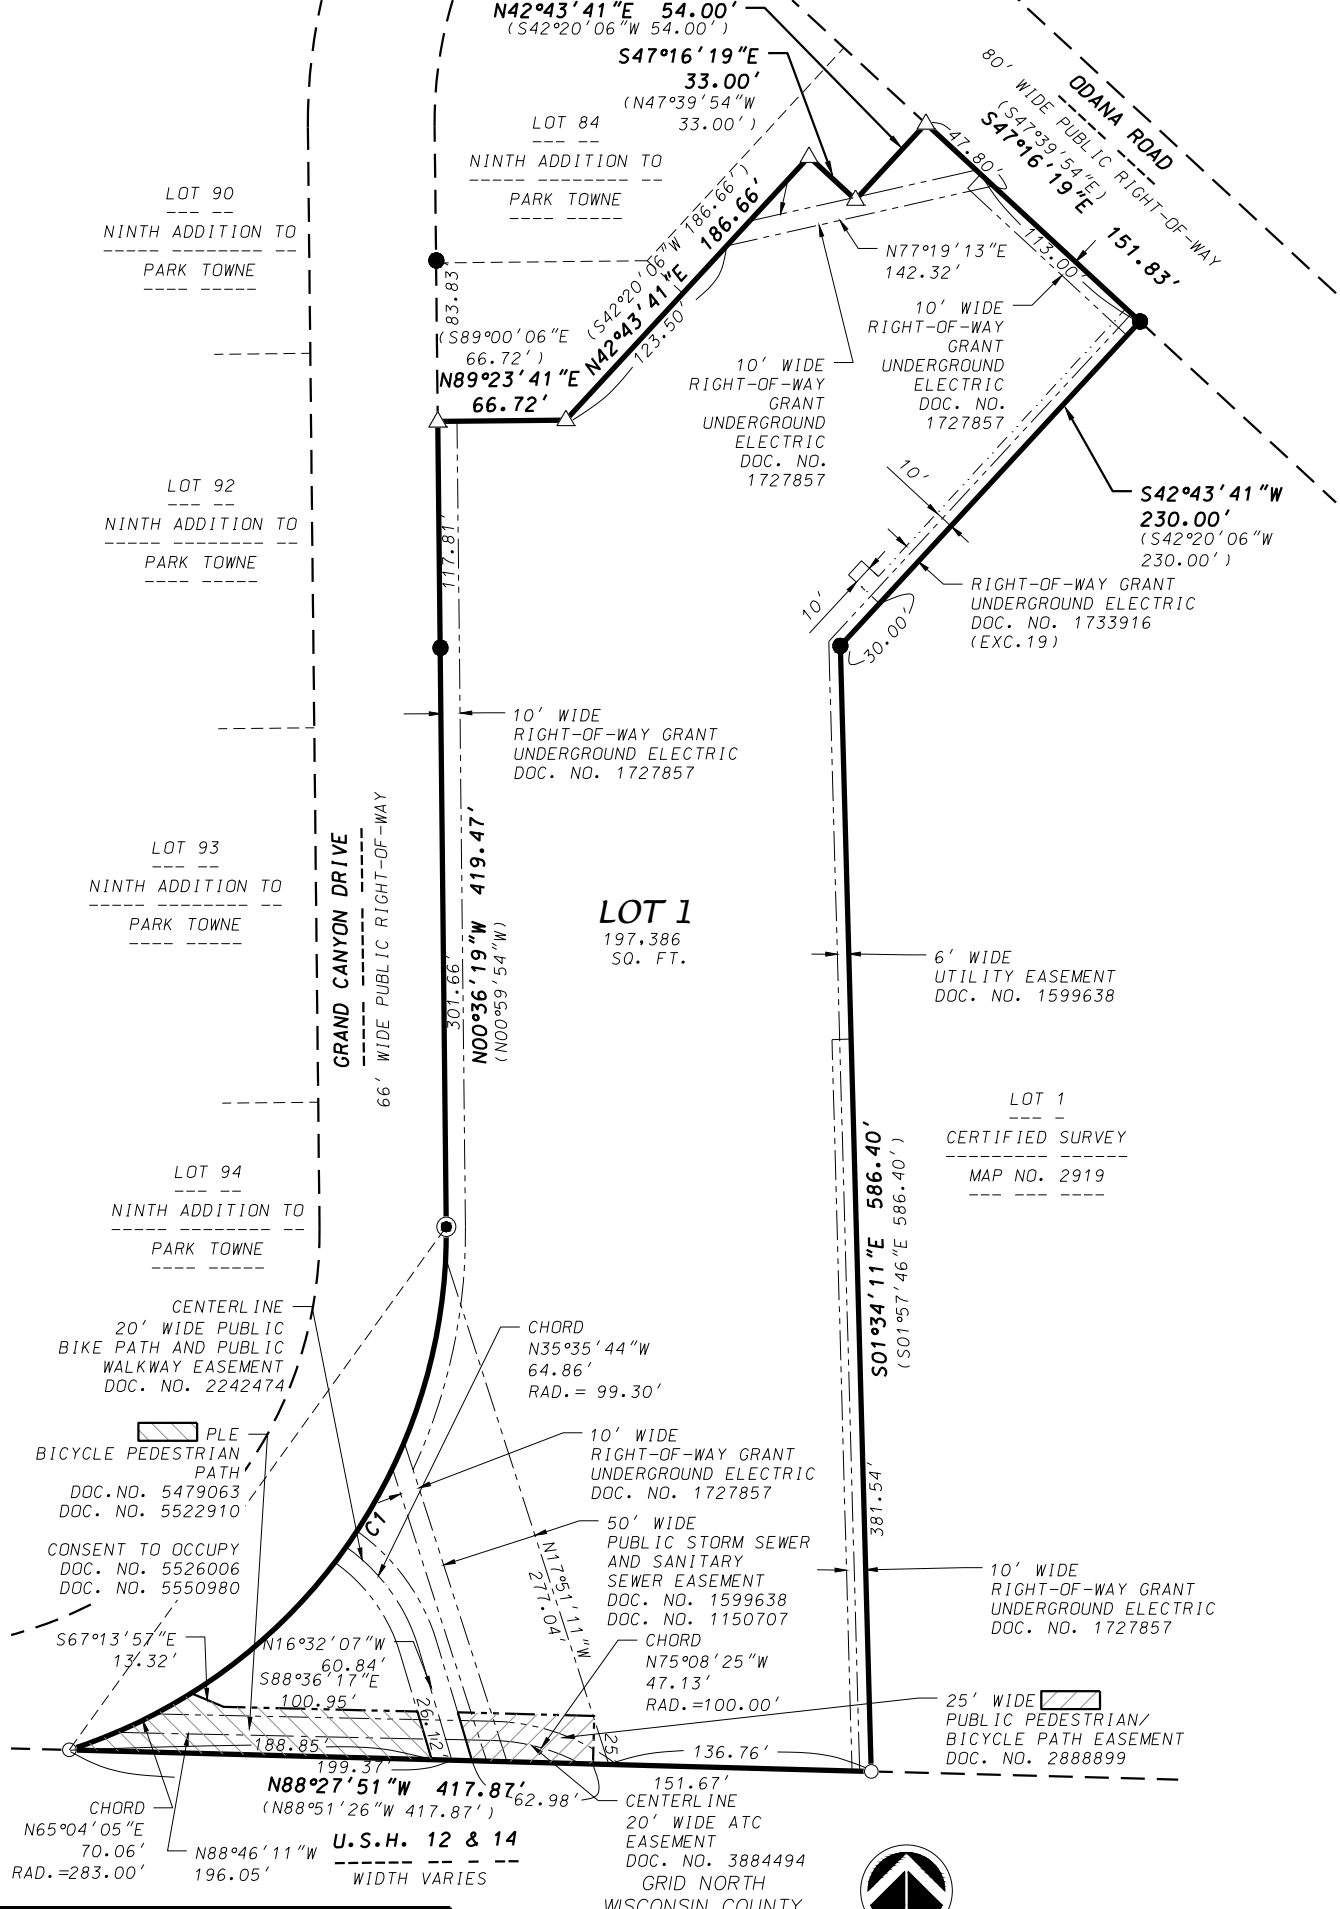 N42°43'41"E 54.00'
(S42°20'06"W 54.00')
S47°16'19"E
33.00'
(N47°39'54"W
33.00')
LOT 84
NINTH ADDITION TO
PARK TOWNE
ODANA ROAD
80' WIDE PUBLIC RIGHT-OF-WAY
(S47°39'54"E)
S47°16'19"E 151.83'
47.80'
113.00'
LOT 90
NINTH ADDITION TO
PARK TOWNE
83.83
(S89°00'06"E
66.72')
N89°23'41"E
66.72'
(S42°20'06"W 186.66')
N42°43'41"E 186.66'
123.50'
N77°19'13"E
142.32'
10' WIDE
RIGHT-OF-WAY
GRANT
UNDERGROUND
ELECTRIC
DOC. NO.
1727857
10' WIDE
RIGHT-OF-WAY
GRANT
UNDERGROUND
ELECTRIC
DOC. NO.
1727857
LOT 92
NINTH ADDITION TO
PARK TOWNE
117.81'
10'
S42°43'41"W
230.00'
(S42°20'06"W
230.00')
10'
30.00'
RIGHT-OF-WAY GRANT
UNDERGROUND ELECTRIC
DOC. NO. 1733916
(EXC.19)
10' WIDE
RIGHT-OF-WAY GRANT
UNDERGROUND ELECTRIC
DOC. NO. 1727857
LOT 93
NINTH ADDITION TO
PARK TOWNE
GRAND CANYON DRIVE
66' WIDE PUBLIC RIGHT-OF-WAY
301.66'
N00°36'19"W 419.47'
(N00°59'54"W)
LOT 1
197,386
SQ. FT.
6' WIDE
UTILITY EASEMENT
DOC. NO. 1599638
LOT 1
CERTIFIED SURVEY
MAP NO. 2919
S01°34'11"E 586.40'
(S01°57'46"E 586.40')
381.54'
LOT 94
NINTH ADDITION TO
PARK TOWNE
CENTERLINE
20' WIDE PUBLIC
BIKE PATH AND PUBLIC
WALKWAY EASEMENT
DOC. NO. 2242474
CHORD
N35°35'44"W
64.86'
RAD.= 99.30'
PLE
BICYCLE PEDESTRIAN
PATH
DOC.NO. 5479063
DOC. NO. 5522910
CONSENT TO OCCUPY
DOC. NO. 5526006
DOC. NO. 5550980
C1
10' WIDE
RIGHT-OF-WAY GRANT
UNDERGROUND ELECTRIC
DOC. NO. 1727857
50' WIDE
PUBLIC STORM SEWER
AND SANITARY
SEWER EASEMENT
DOC. NO. 1599638
DOC. NO. 1150707
N17°51'11"W
277.04'
10' WIDE
RIGHT-OF-WAY GRANT
UNDERGROUND ELECTRIC
DOC. NO. 1727857
S67°13'57"E
13.32'
N16°32'07"W
60.84'
S88°36'17"E
100.95'
CHORD
N75°08'25"W
47.13'
RAD.=100.00'
26.12'
25'
25' WIDE
PUBLIC PEDESTRIAN/
BICYCLE PATH EASEMENT
DOC. NO. 2888899
188.85'
199.37'
136.76'
151.67'
62.98'
N88°27'51"W 417.87'
(N88°51'26"W 417.87')
CHORD
N65°04'05"E
70.06'
RAD.=283.00'
N88°46'11"W
196.05'
U.S.H. 12 & 14
WIDTH VARIES
CENTERLINE
20' WIDE ATC
EASEMENT
DOC. NO. 3884494
GRID NORTH
WISCONSIN COUNTY